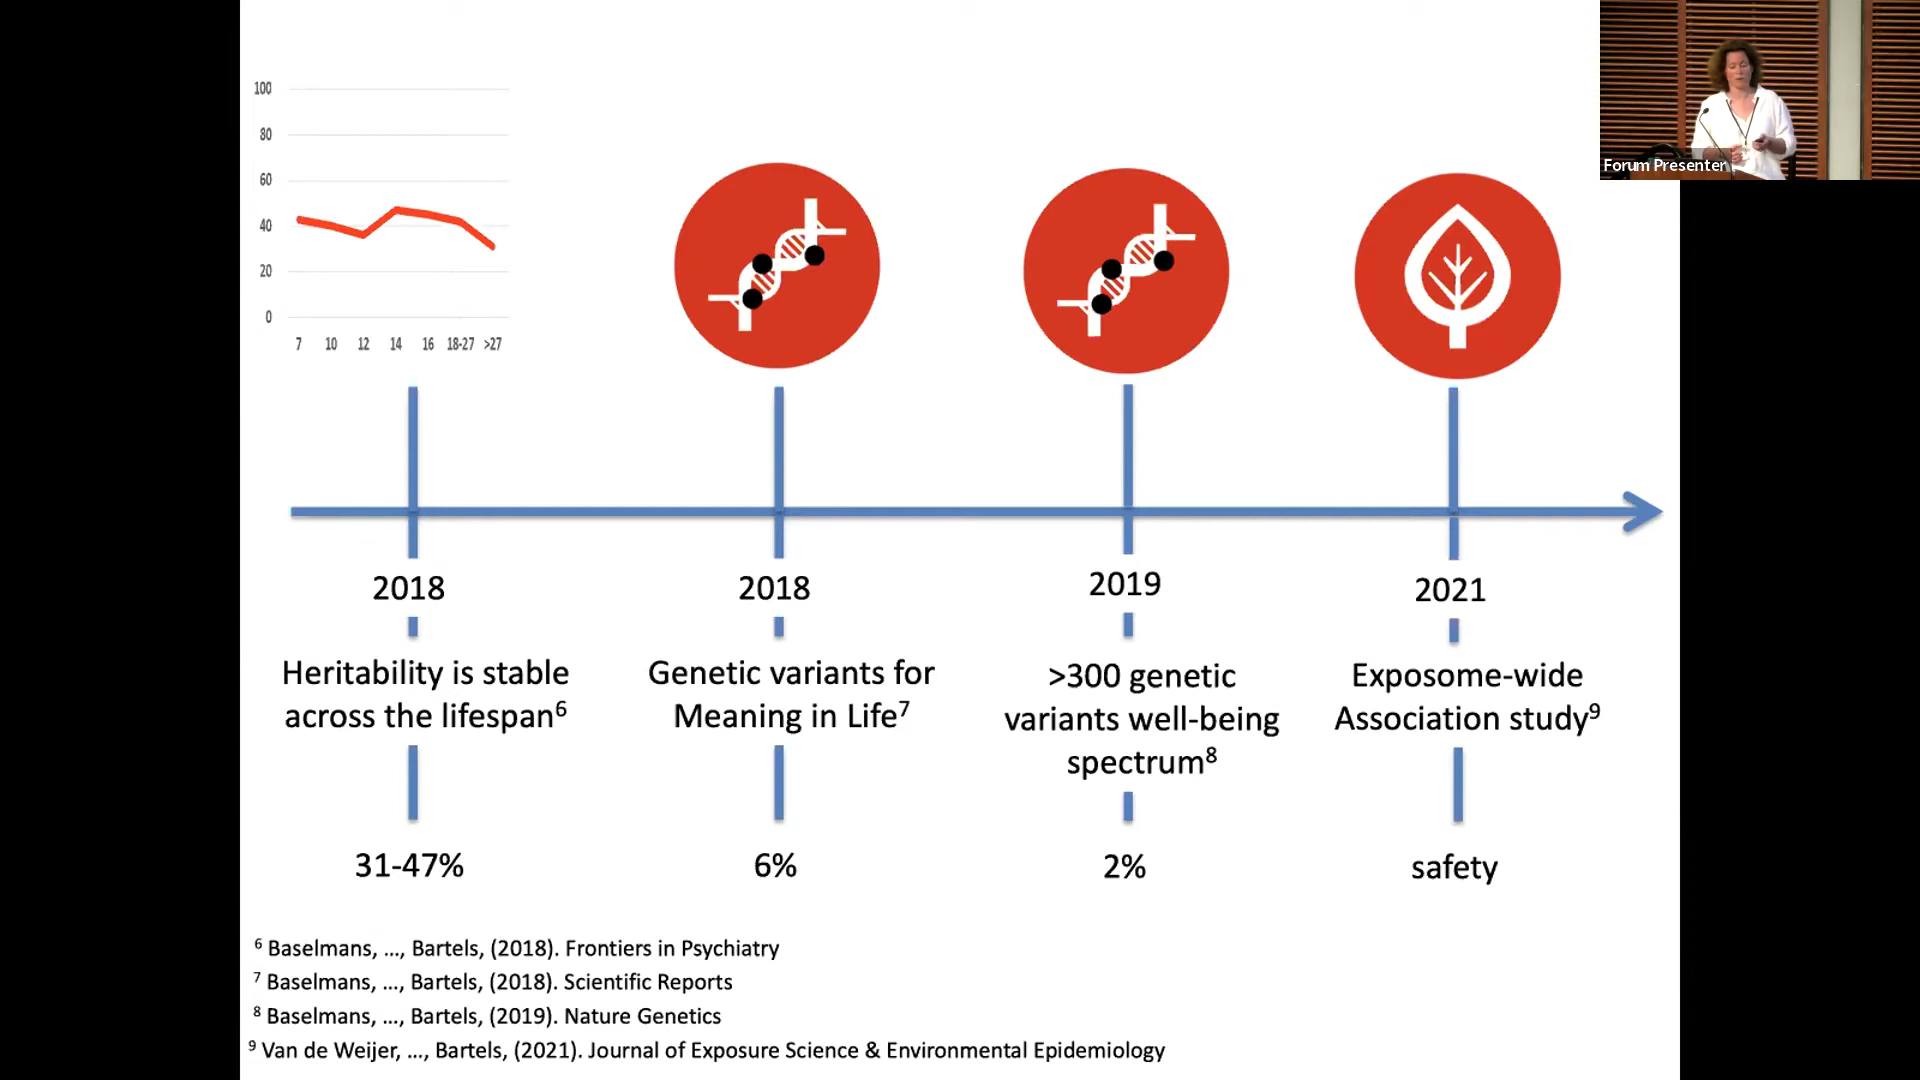 100
80
60
40
20
0
7 10 12 14 16 18-27 >27
Forum Presenter
2018
Heritability is stable
across the lifespan⁶
31-47%
2018
Genetic variants for
Meaning in Life⁷
6%
2019
>300 genetic
variants well-being
spectrum⁸
2%
2021
Exposome-wide
Association study⁹
safety
⁶ Baselmans, ..., Bartels, (2018). Frontiers in Psychiatry
⁷ Baselmans, ..., Bartels, (2018). Scientific Reports
⁸ Baselmans, ..., Bartels, (2019). Nature Genetics
⁹ Van de Weijer, ..., Bartels, (2021). Journal of Exposure Science & Environmental Epidemiology